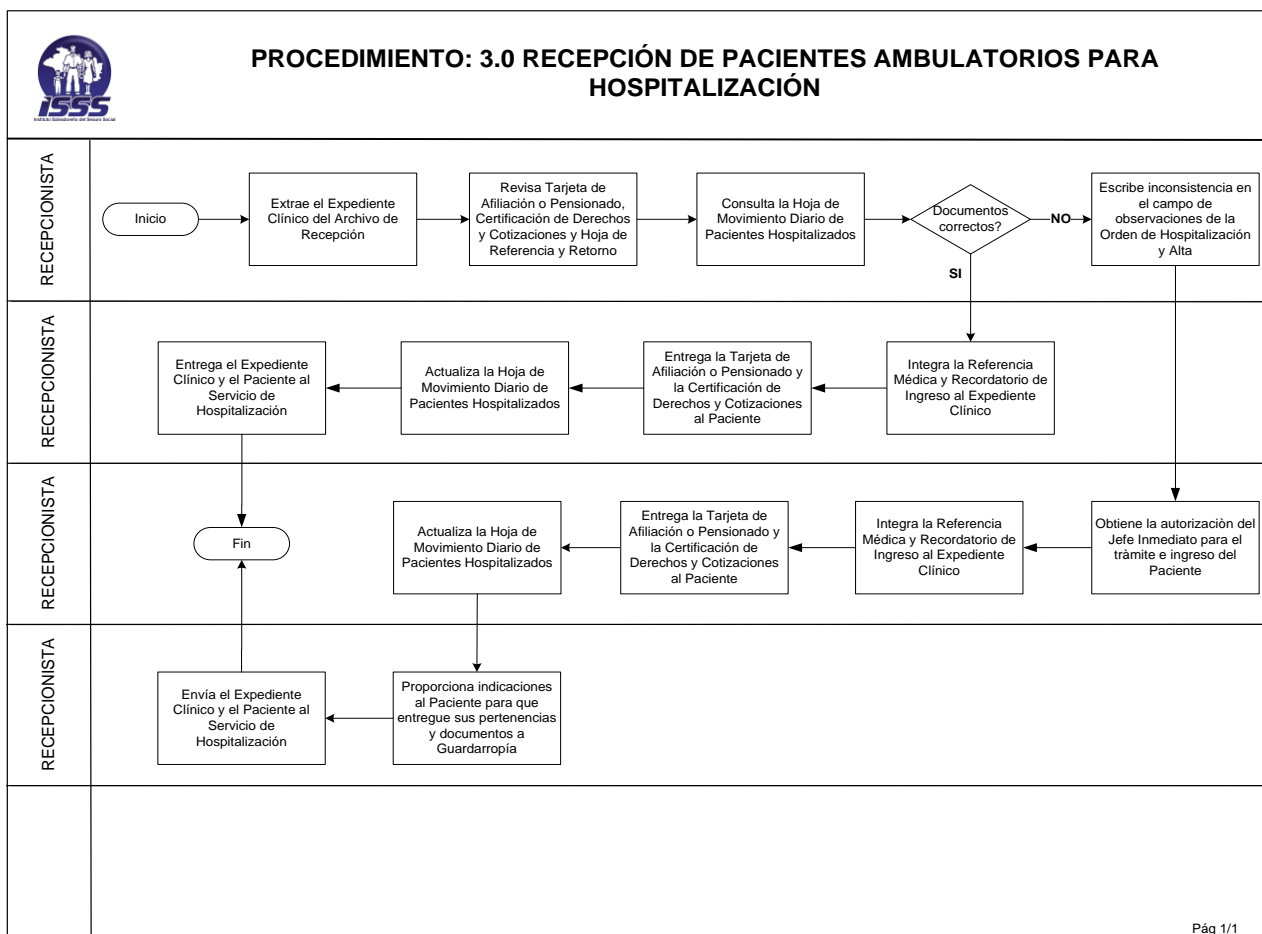 PROCEDIMIENTO: 3.0 RECEPCIÓN DE PACIENTES AMBULATORIOS PARA
HOSPITALIZACIÓN
ISSS
Instituto Salvadoreño del Seguro Social
RECEPCIONISTA
Inicio
Extrae el Expediente
Clínico del Archivo de
Recepción
Revisa Tarjeta de
Afiliación o Pensionado,
Certificación de Derechos
y Cotizaciones y Hoja de
Referencia y Retorno
Consulta la Hoja de
Movimiento Diario de
Pacientes Hospitalizados
Documentos
correctos?
NO
SI
Escribe inconsistencia en
el campo de
observaciones de la
Orden de Hospitalización
y Alta
RECEPCIONISTA
Entrega el Expediente
Clínico y el Paciente al
Servicio de
Hospitalización
Actualiza la Hoja de
Movimiento Diario de
Pacientes Hospitalizados
Entrega la Tarjeta de
Afiliación o Pensionado y
la Certificación de
Derechos y Cotizaciones
al Paciente
Integra la Referencia
Médica y Recordatorio de
Ingreso al Expediente
Clínico
RECEPCIONISTA
Fin
Actualiza la Hoja de
Movimiento Diario de
Pacientes Hospitalizados
Entrega la Tarjeta de
Afiliación o Pensionado y
la Certificación de
Derechos y Cotizaciones
al Paciente
Integra la Referencia
Médica y Recordatorio de
Ingreso al Expediente
Clínico
Obtiene la autorizaciòn del
Jefe Inmediato para el
tràmite e ingreso del
Paciente
RECEPCIONISTA
Envía el Expediente
Clínico y el Paciente al
Servicio de
Hospitalización
Proporciona indicaciones
al Paciente para que
entregue sus pertenencias
y documentos a
Guardarropía
Pág 1/1